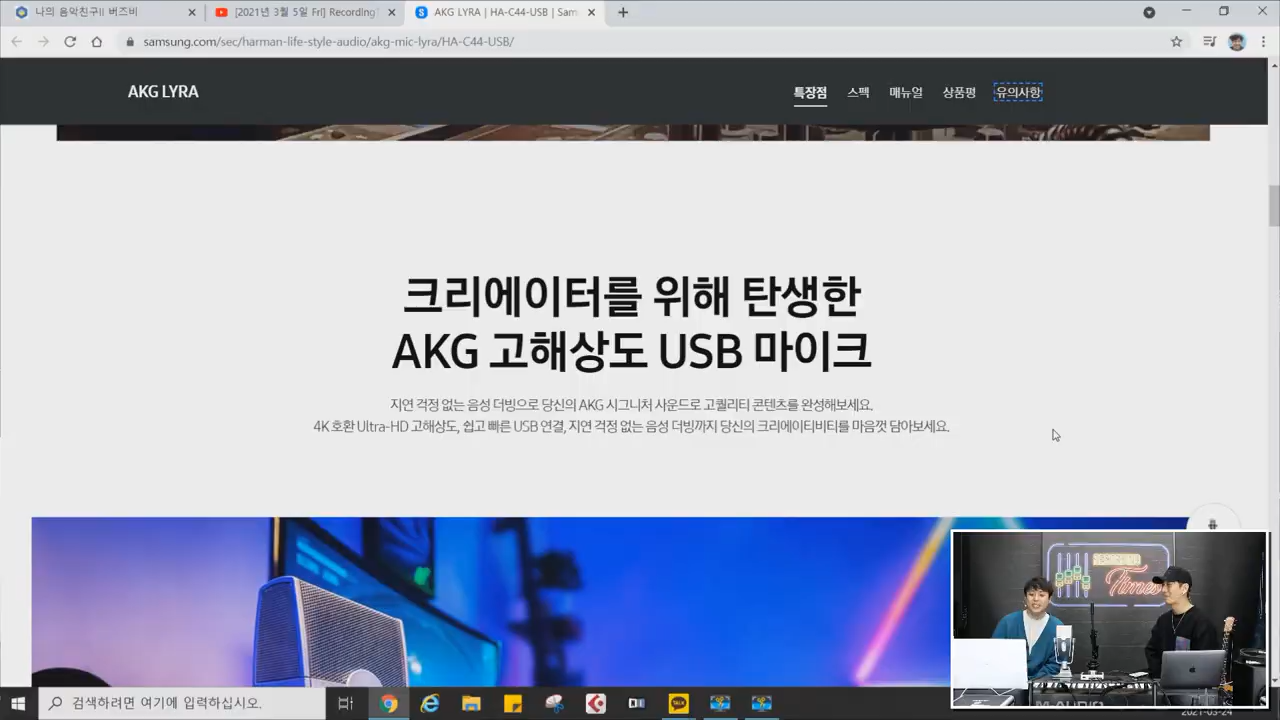 나의 음악친구!! 버즈비
[2021년 3월 5일 Fri] Recording
AKG LYRA | HA-C44-USB | Sam
samsung.com/sec/harman-life-style-audio/akg-mic-lyra/HA-C44-USB/
AKG LYRA
특장점
스펙
매뉴얼
상품평
유의사항
크리에이터를 위해 탄생한
AKG 고해상도 USB 마이크
지연 걱정 없는 음성 더빙으로 당신의 AKG 시그니처 사운드로 고퀄리티 콘텐츠를 완성해보세요.
4K 호환 Ultra-HD 고해상도, 쉽고 빠른 USB 연결, 지연 걱정 없는 음성 더빙까지 당신의 크리에이티비티를 마음껏 담아보세요.
Times
M-AUDIO
검색하려면 여기에 입력하십시오.
TALK
2021-03-24